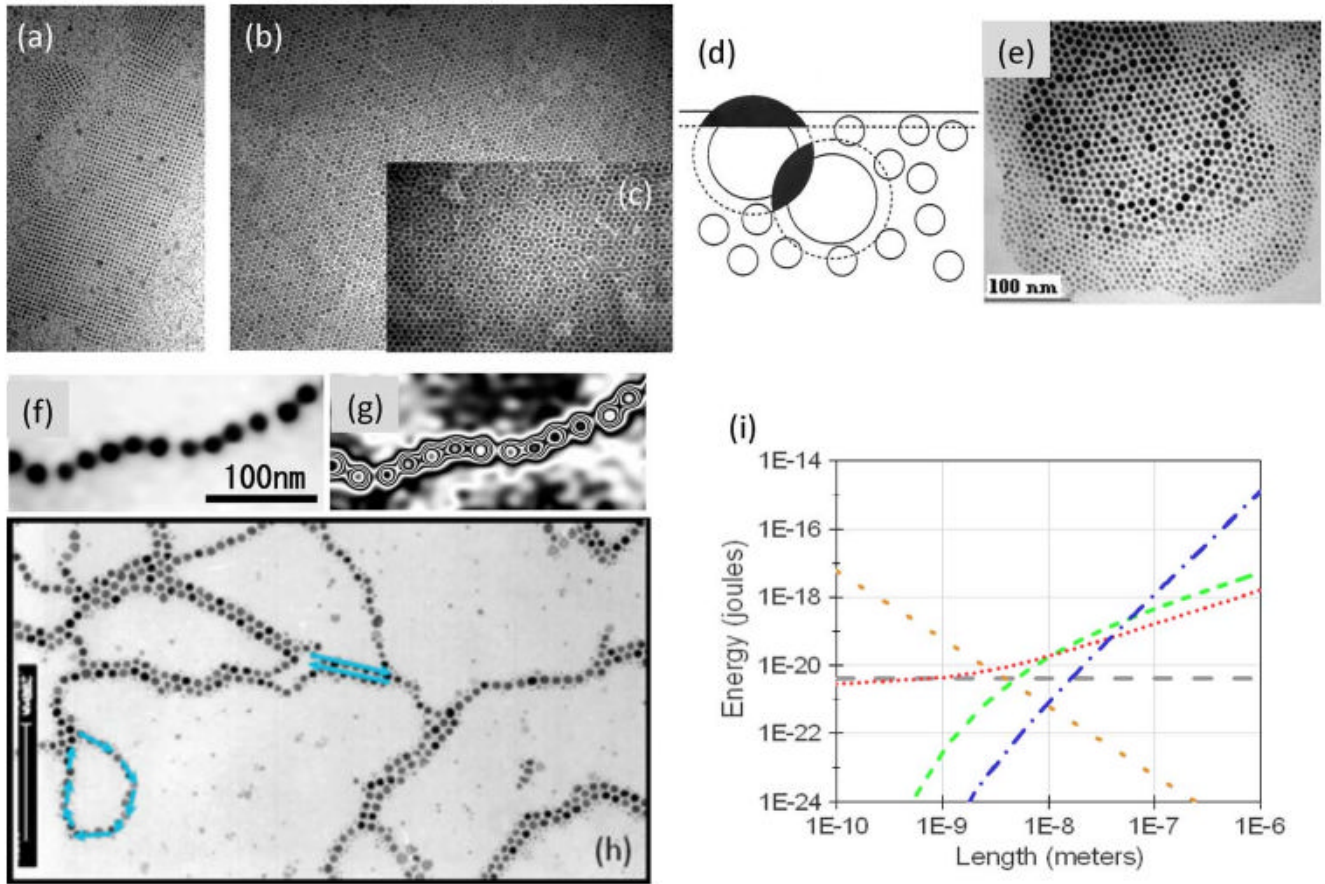 (a)
(b)
(c)
(d)
(e)
100 nm
(f)
100nm
(g)
(h)
(i)
1E-14
1E-16
1E-18
1E-20
1E-22
1E-24
Energy (joules)
1E-10
1E-9
1E-8
1E-7
1E-6
Length (meters)